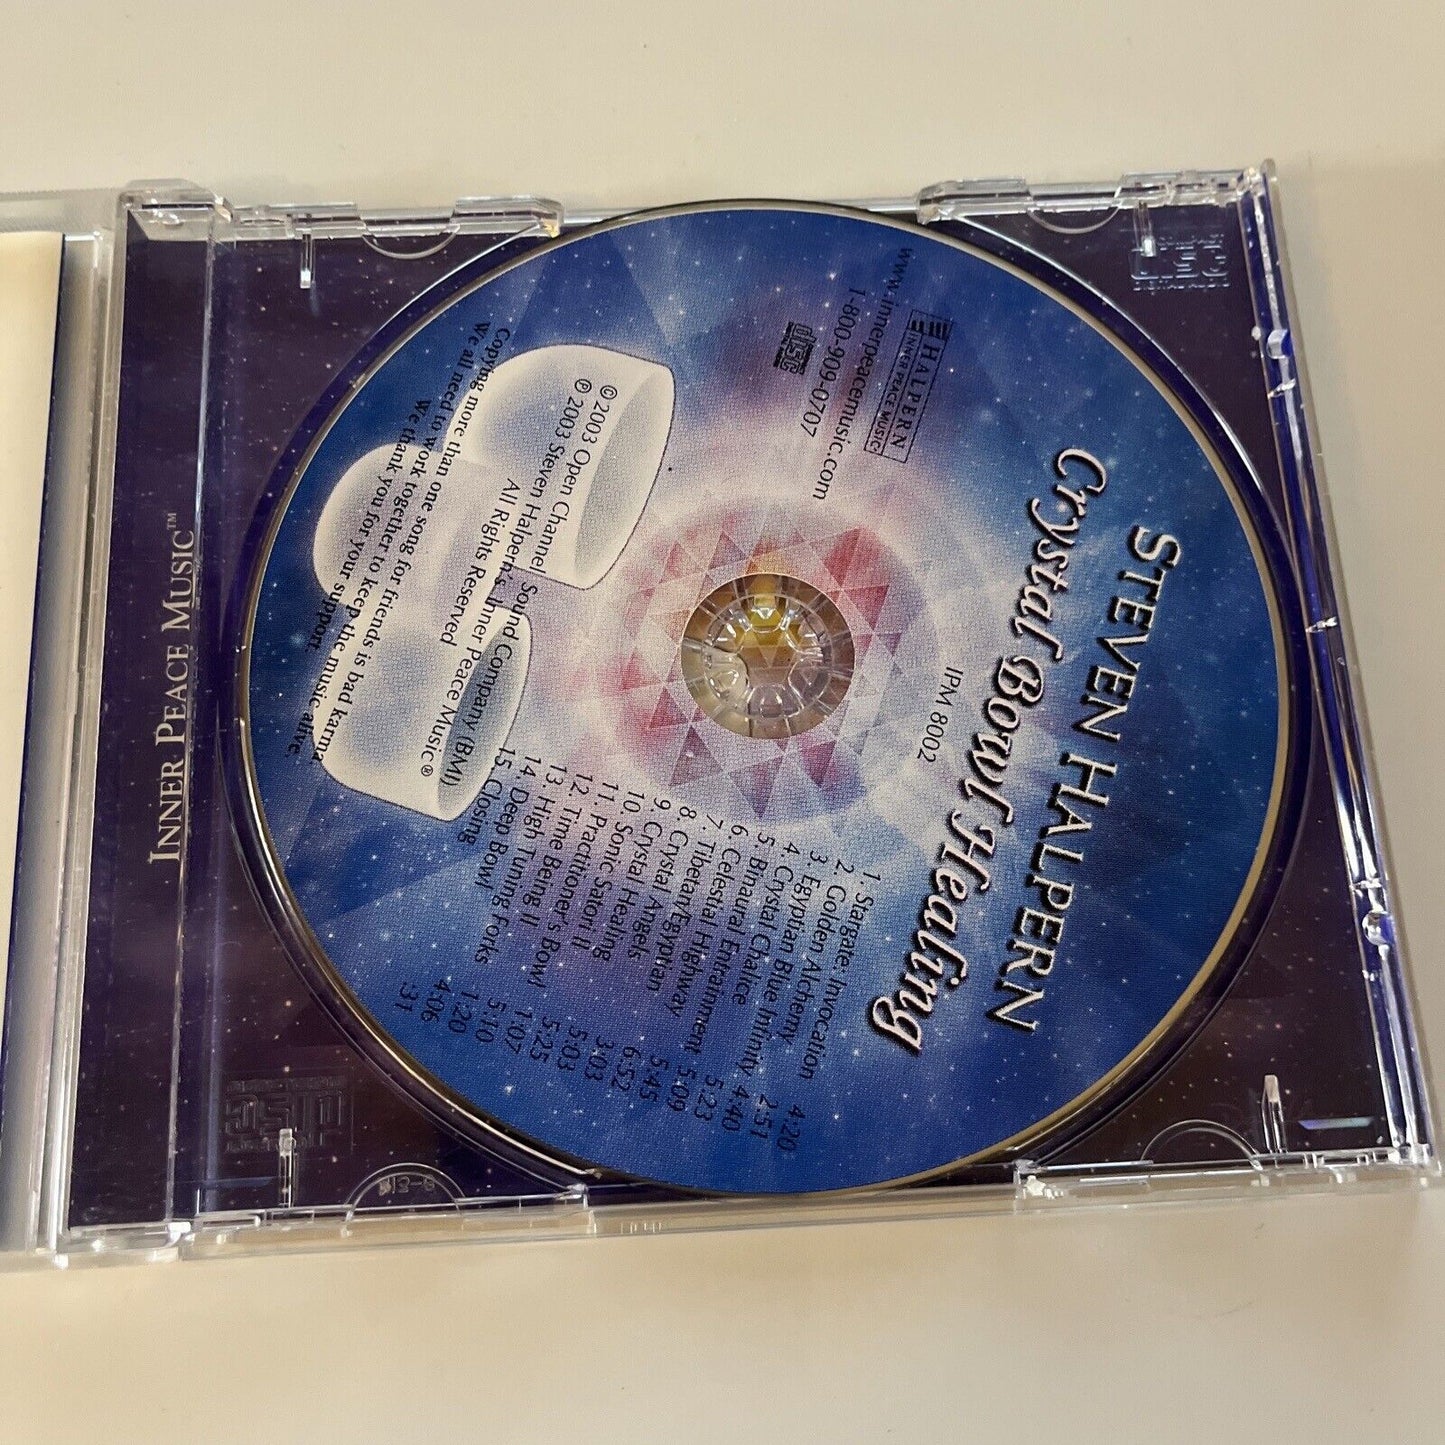 INNER PEACE MUSIC™
STEVEN HALPERN
Crystal Bowl Healing
HALPERN
INNER PEACE MUSIC
www.innerpeacemusic.com
1-800-909-0707
COMPACT
disc
DIGITAL AUDIO
IPM 8002
1. Stargate: Invocation 4:20
2. Golden Alchemy 2:51
3. Egyptian Blue Infinity 4:40
4. Crystal Chalice 5:23
5. Binaural Entrainment 5:09
6. Celestial Highway 5:45
7. Tibetan/Egyptian 6:52
8. Crystal Angels 3:03
9. Crystal Healing 5:03
10. Sonic Satori II 5:25
11. Practitioner's Bowl 1:07
12. Time Being II 5:10
13. High Tuning Forks 1:20
14. Deep Bowl 4:06
15. Closing :31
©2003 Open Channel Sound Company (BMI)
℗ 2003 Steven Halpern's Inner Peace Music®
All Rights Reserved
Copying more than one song for friends is bad karma
We all need to work together to keep the music alive.
We thank you for your support.